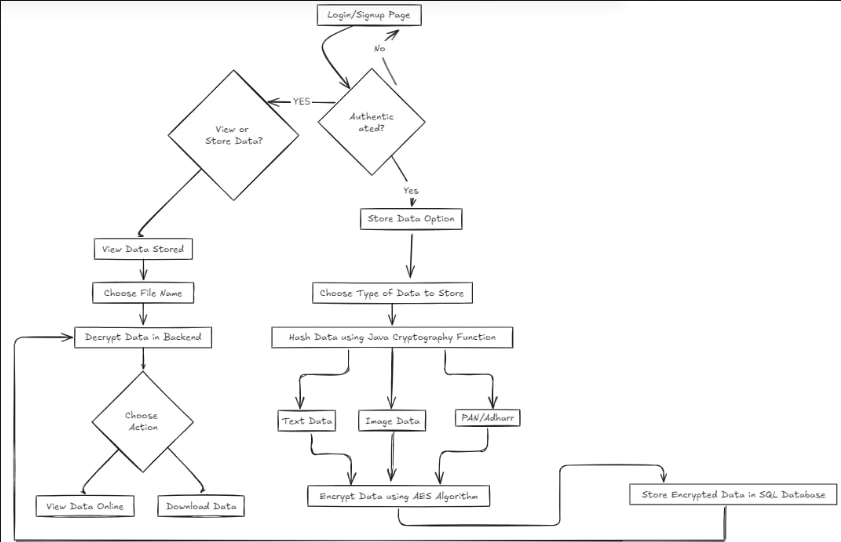 Login/Signup Page
No
YES
View or
Store Data?
Authentic
ated?
Yes
Store Data Option
View Data Stored
Choose File Name
Choose Type of Data to Store
Decrypt Data in Backend
Hash Data using Java Cryptography Function
Choose
Action
Text Data
Image Data
PAN/Adharr
View Data Online
Download Data
Encrypt Data using AES Algorithm
Store Encrypted Data in SQL Database